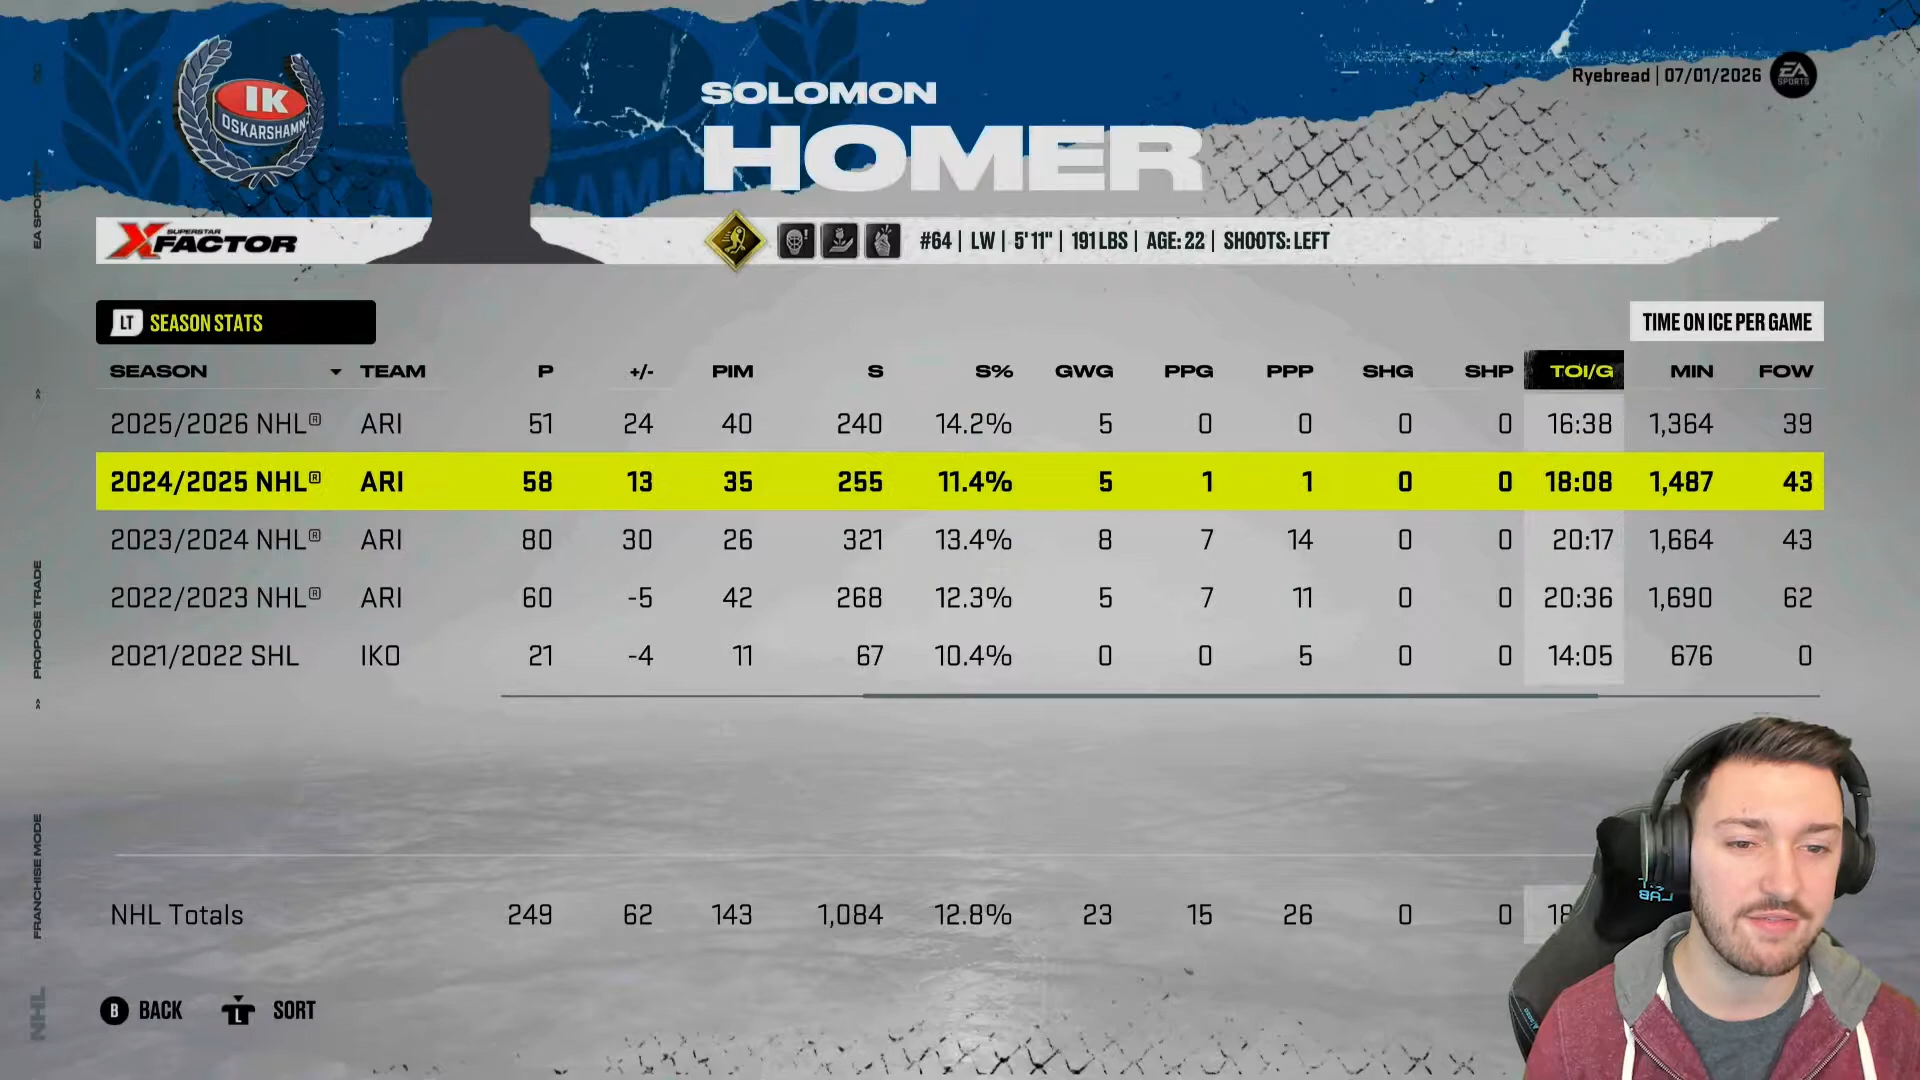 IK
OSKARSHAMN
SOLOMON
HOMER
Ryebread | 07/01/2026
EA SPORTS
SUPERSTAR
X FACTOR
#64 | LW | 5'11" | 191 LBS | AGE: 22 | SHOOTS: LEFT
LT SEASON STATS
TIME ON ICE PER GAME
SEASON TEAM P +/- PIM S S% GWG PPG PPP SHG SHP TOI/G MIN FOW
2025/2026 NHL® ARI 51 24 40 240 14.2% 5 0 0 0 0 16:38 1,364 39
2024/2025 NHL® ARI 58 13 35 255 11.4% 5 1 1 0 0 18:08 1,487 43
2023/2024 NHL® ARI 80 30 26 321 13.4% 8 7 14 0 0 20:17 1,664 43
2022/2023 NHL® ARI 60 -5 42 268 12.3% 5 7 11 0 0 20:36 1,690 62
2021/2022 SHL IKO 21 -4 11 67 10.4% 0 0 5 0 0 14:05 676 0
NHL Totals 249 62 143 1,084 12.8% 23 15 26 0 0 18
B BACK L SORT
NHL
FRANCHISE MODE
PROPOSE TRADE
EA SPORTS